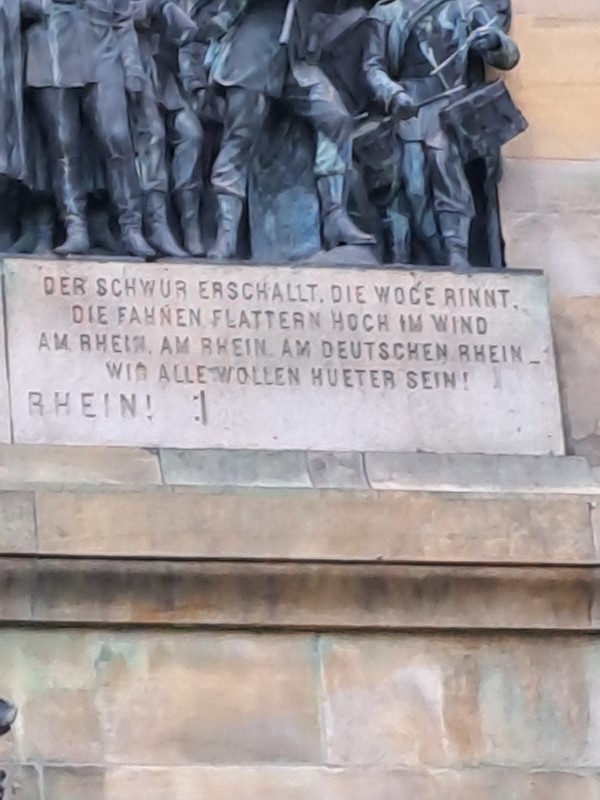 DER SCHWUR ERSCHALLT, DIE WOGE RINNT,
DIE FAHNEN FLATTERN HOCH IM WIND
AM RHEIN, AM RHEIN, AM DEUTSCHEN RHEIN
WIR ALLE WOLLEN HUETER SEIN!
RHEIN! :|